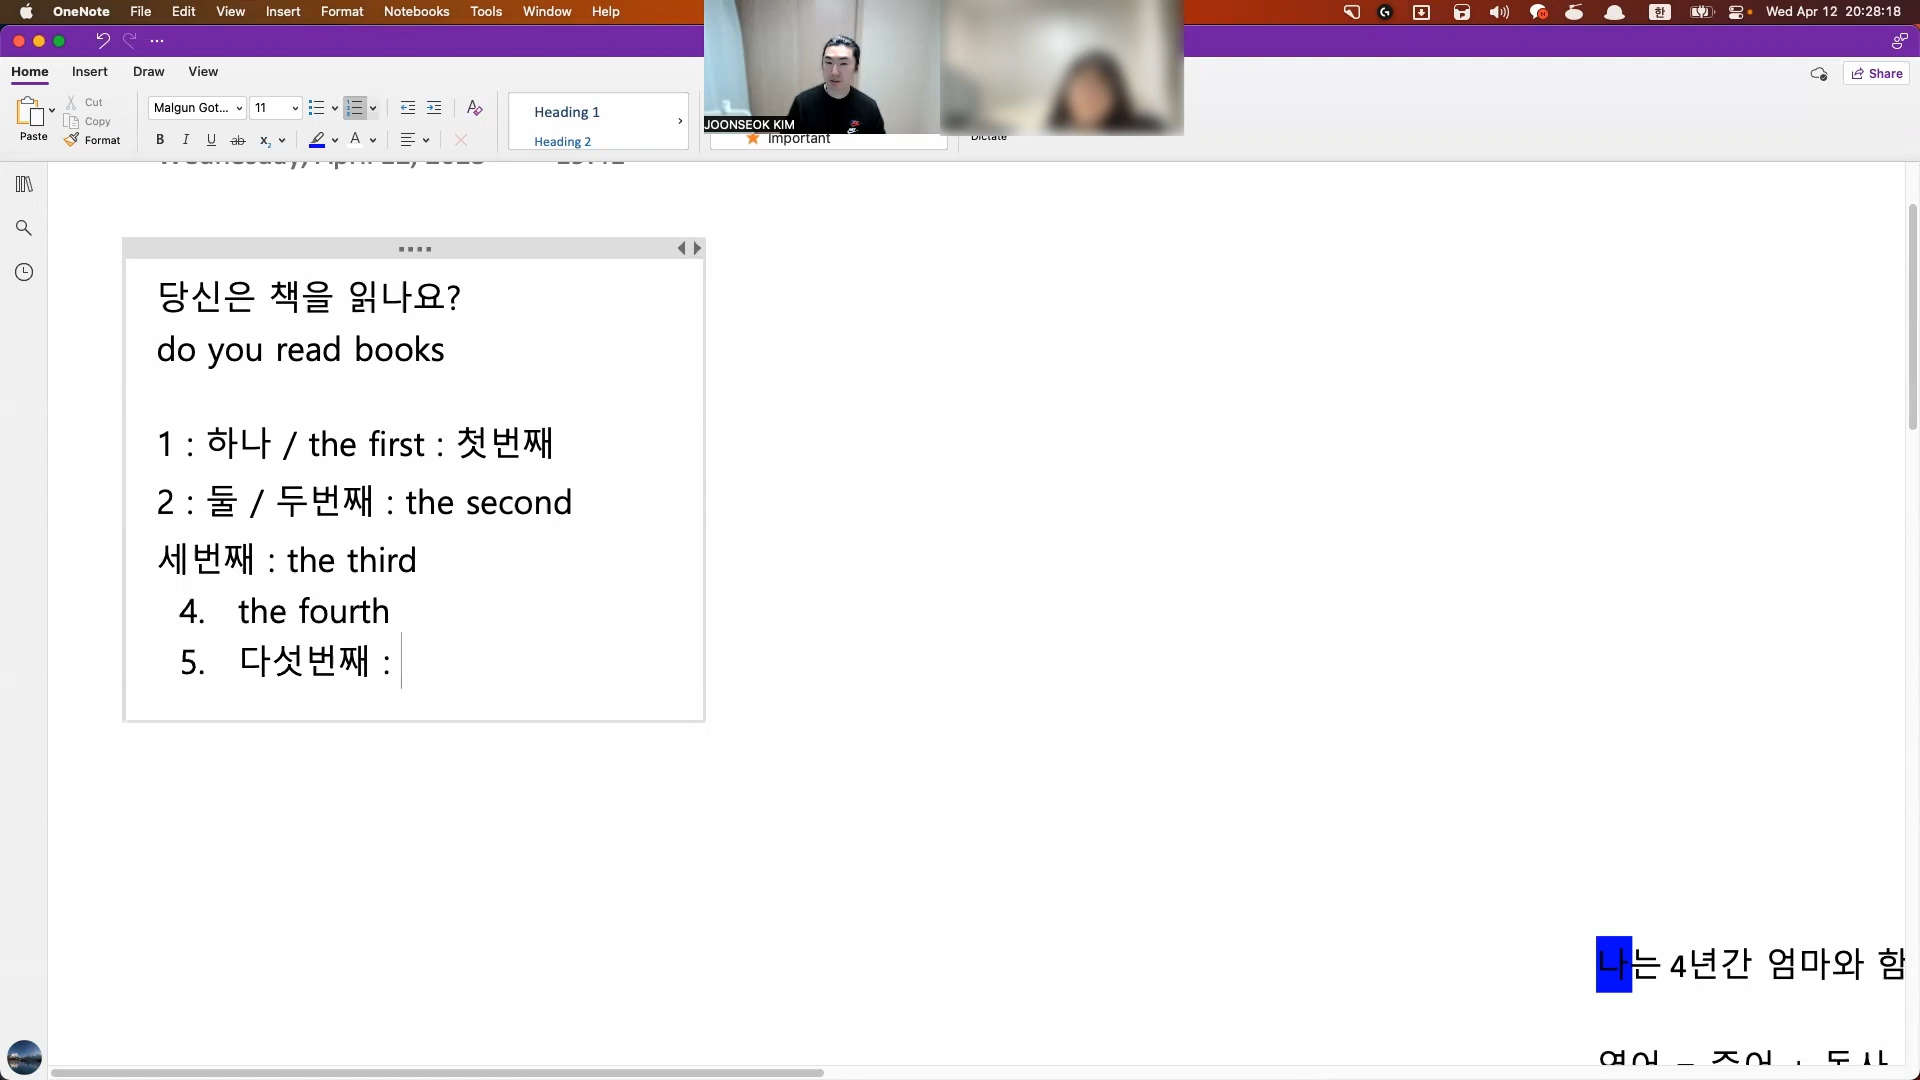 OneNote File Edit View Insert Format Notebooks Tools Window Help
한 Wed Apr 12 20:28:18
Home Insert Draw View
Share
Paste
Cut
Copy
Format
Malgun Got... 11
B I U ab x₂ A
Heading 1
Heading 2
Important
Dictate
JOONSEOK KIM
당신은 책을 읽나요?
do you read books
1 : 하나 / the first : 첫번째
2 : 둘 / 두번째 : the second
세번째 : the third
4. the fourth
5. 다섯번째 :
나는 4년간 엄마와 함